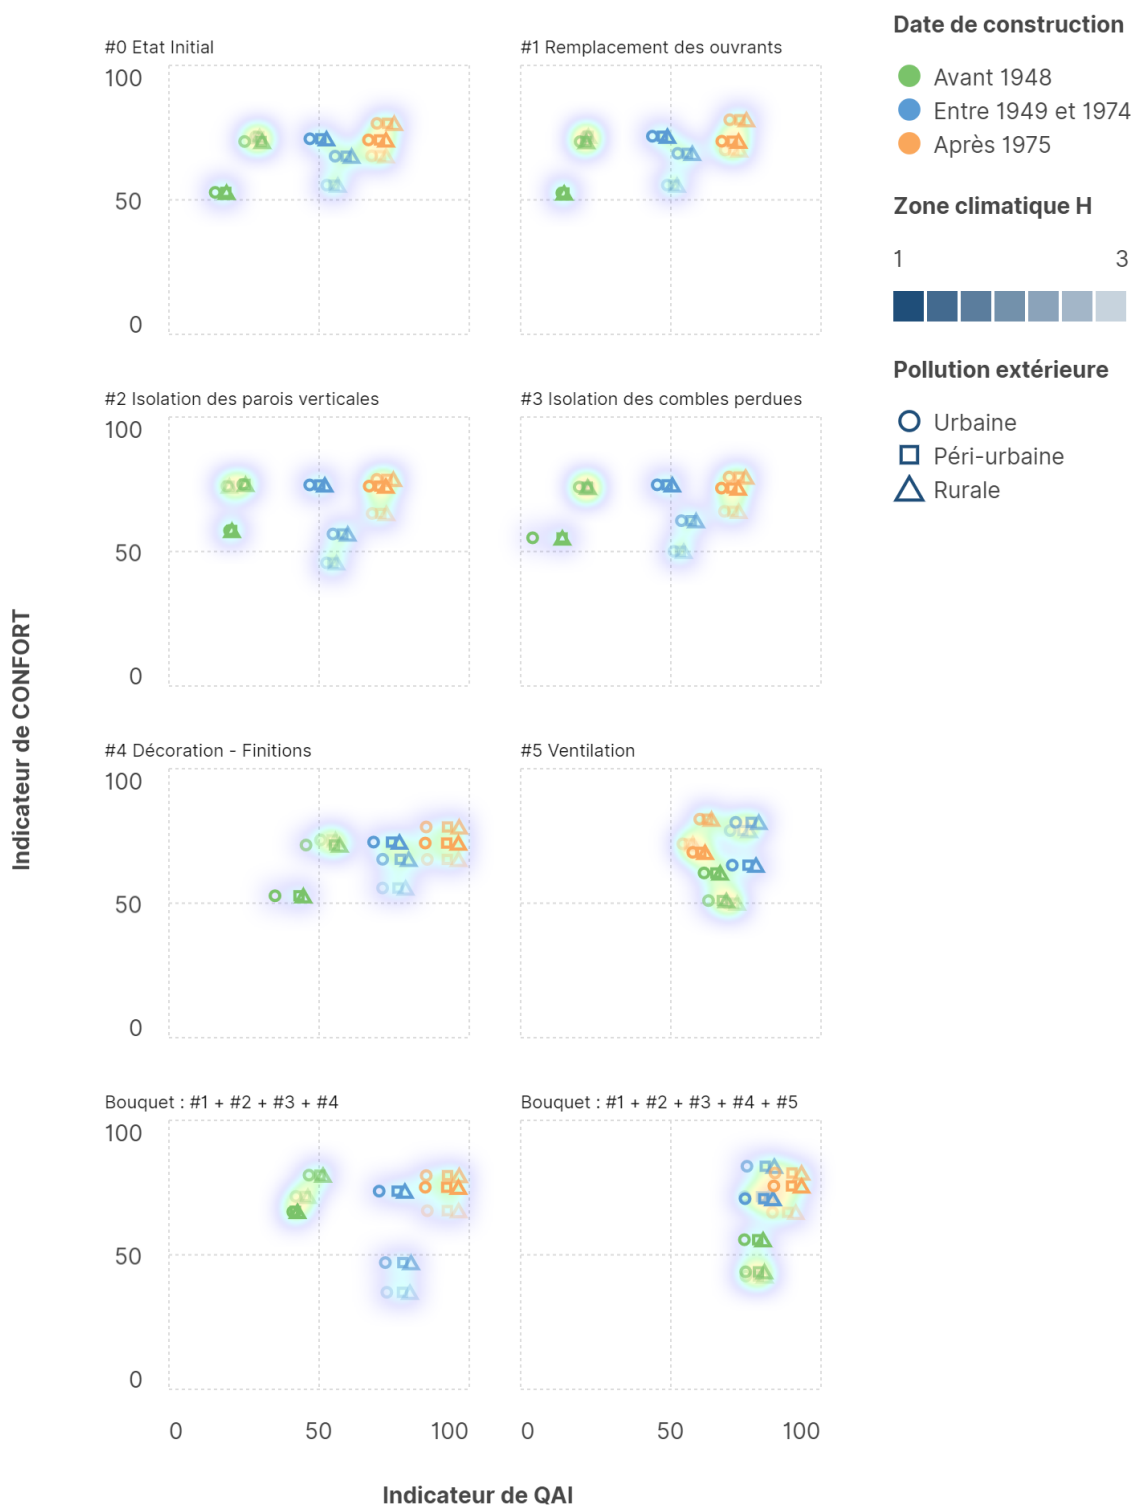 Date de construction
Avant 1948
Entre 1949 et 1974
Après 1975
Zone climatique H
1 3
Pollution extérieure
Urbaine
Péri-urbaine
Rurale
Indicateur de CONFORT
#0 Etat Initial
100
50
0
#1 Remplacement des ouvrants
#2 Isolation des parois verticales
100
50
0
#3 Isolation des combles perdues
#4 Décoration - Finitions
100
50
0
#5 Ventilation
Bouquet : #1 + #2 + #3 + #4
100
50
0
Bouquet : #1 + #2 + #3 + #4 + #5
0 50 100 0 50 100
Indicateur de QAI